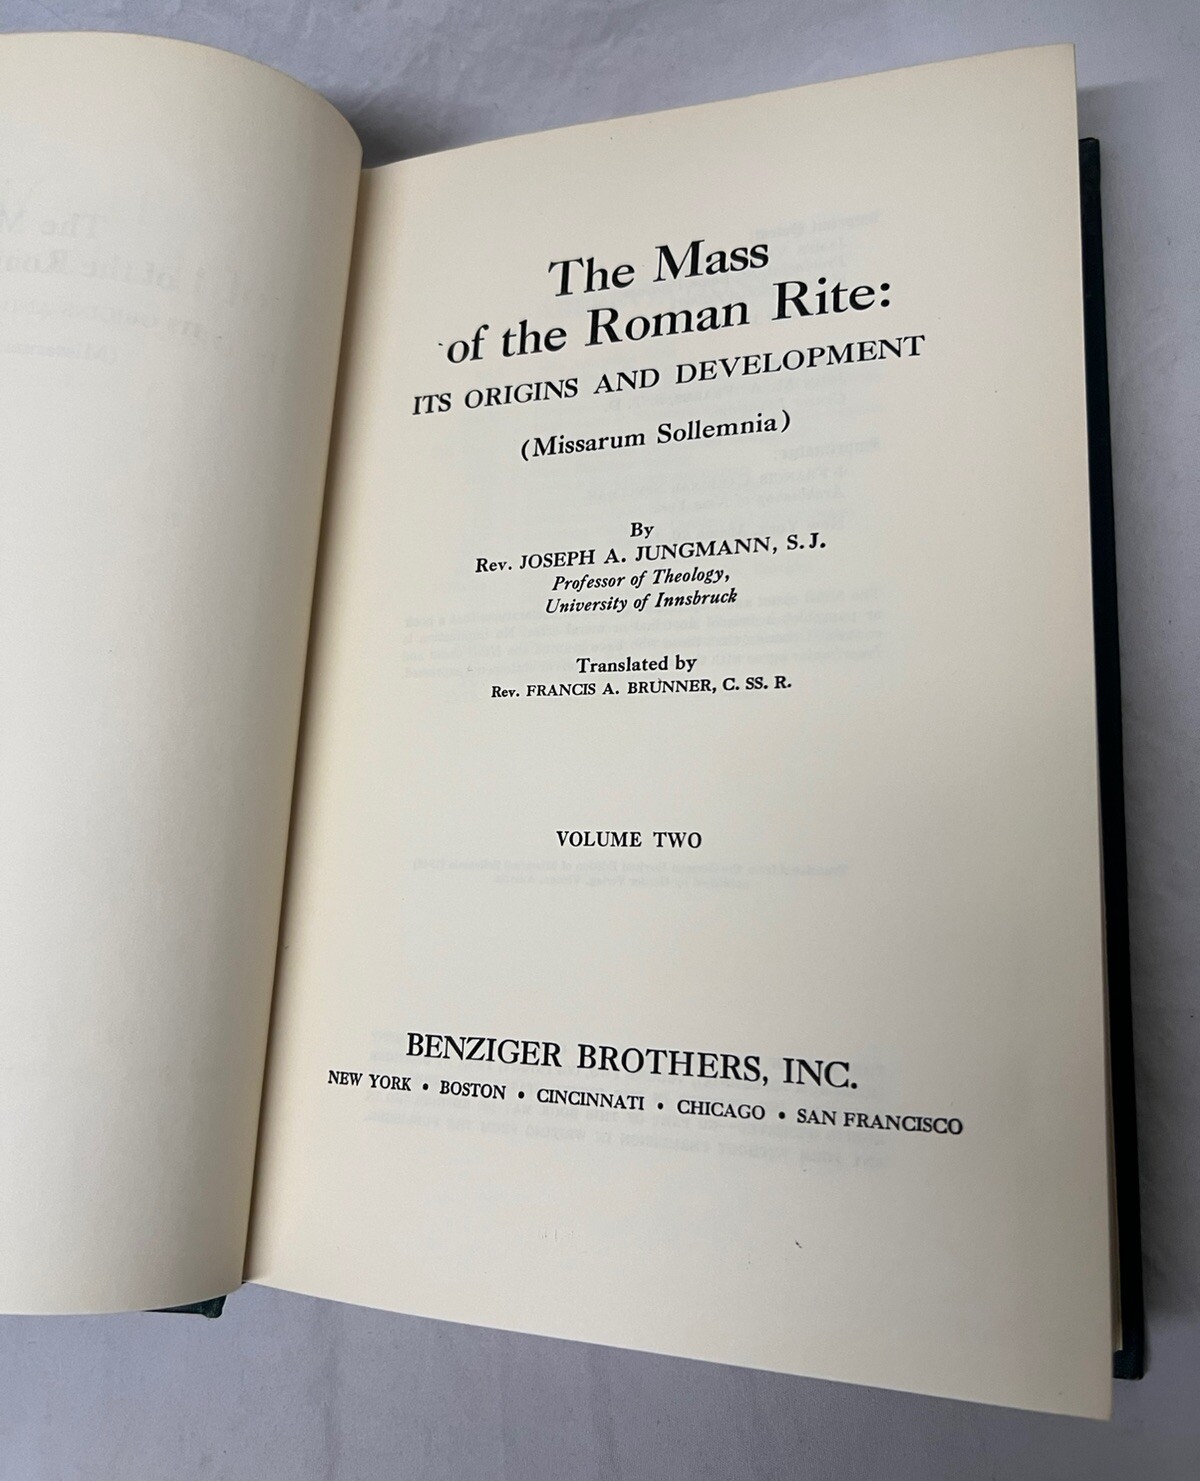 The Mass
of the Roman Rite:
ITS ORIGINS AND DEVELOPMENT
(Missarum Sollemnia)
By
Rev. JOSEPH A. JUNGMANN, S.J.
Professor of Theology,
University of Innsbruck
Translated by
Rev. FRANCIS A. BRUNNER, C. SS. R.
VOLUME TWO
BENZIGER BROTHERS, INC.
NEW YORK • BOSTON • CINCINNATI • CHICAGO • SAN FRANCISCO